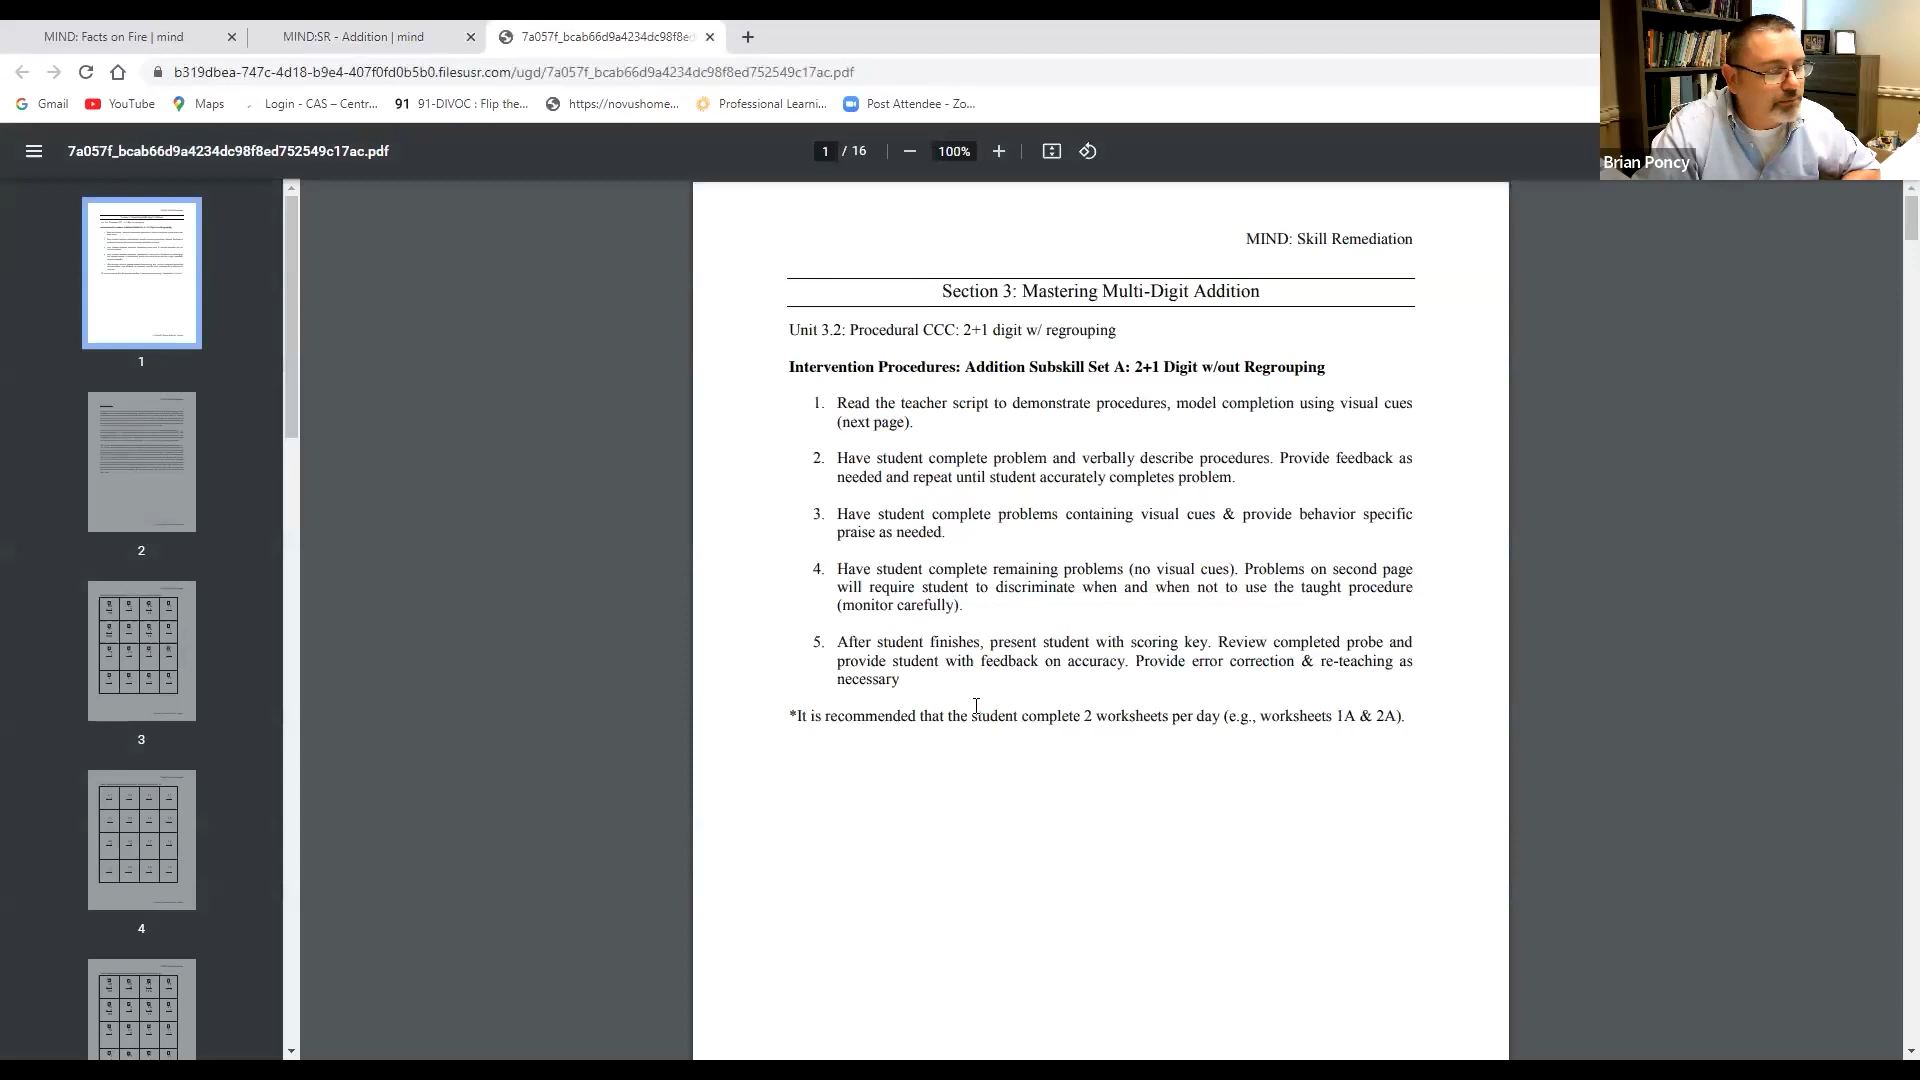 MIND: Facts on Fire | mind
MIND:SR - Addition | mind
7a057f_bcab66d9a4234dc98f8ed
b319dbea-747c-4d18-b9e4-407f0fd0b5b0.filesusr.com/ugd/7a057f_bcab66d9a4234dc98f8ed752549c17ac.pdf
Gmail
YouTube
Maps
Login - CAS – Centr...
91 91-DIVOC : Flip the...
https://novushome...
Professional Learni...
Post Attendee - Zo...
Brian Poncy
7a057f_bcab66d9a4234dc98f8ed752549c17ac.pdf
1 / 16
100%
1
2
3
4
MIND: Skill Remediation
Section 3: Mastering Multi-Digit Addition
Unit 3.2: Procedural CCC: 2+1 digit w/ regrouping
Intervention Procedures: Addition Subskill Set A: 2+1 Digit w/out Regrouping
1. Read the teacher script to demonstrate procedures, model completion using visual cues
(next page).
2. Have student complete problem and verbally describe procedures. Provide feedback as
needed and repeat until student accurately completes problem.
3. Have student complete problems containing visual cues & provide behavior specific
praise as needed.
4. Have student complete remaining problems (no visual cues). Problems on second page
will require student to discriminate when and when not to use the taught procedure
(monitor carefully).
5. After student finishes, present student with scoring key. Review completed probe and
provide student with feedback on accuracy. Provide error correction & re-teaching as
necessary
*It is recommended that the student complete 2 worksheets per day (e.g., worksheets 1A & 2A).